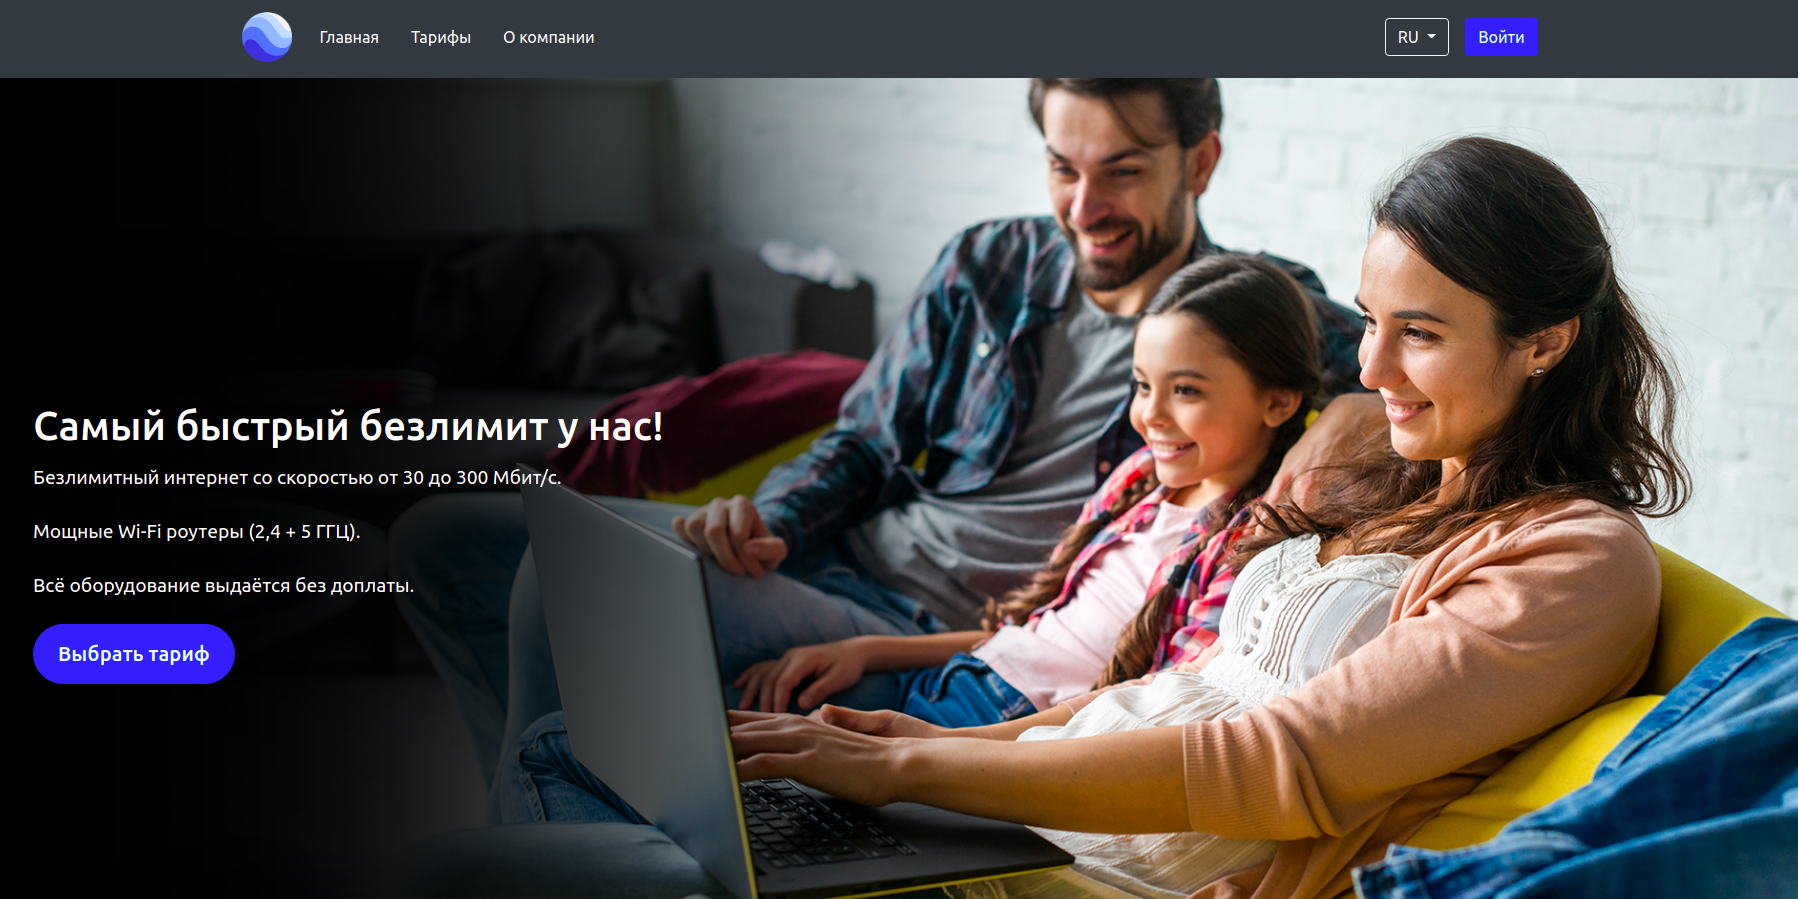 Главная
Тарифы
О компании
RU
Войти
Самый быстрый безлимит у нас!
Безлимитный интернет со скоростью от 30 до 300 Мбит/с.
Мощные Wi-Fi роутеры (2,4 + 5 ГГЦ).
Всё оборудование выдаётся без доплаты.
Выбрать тариф